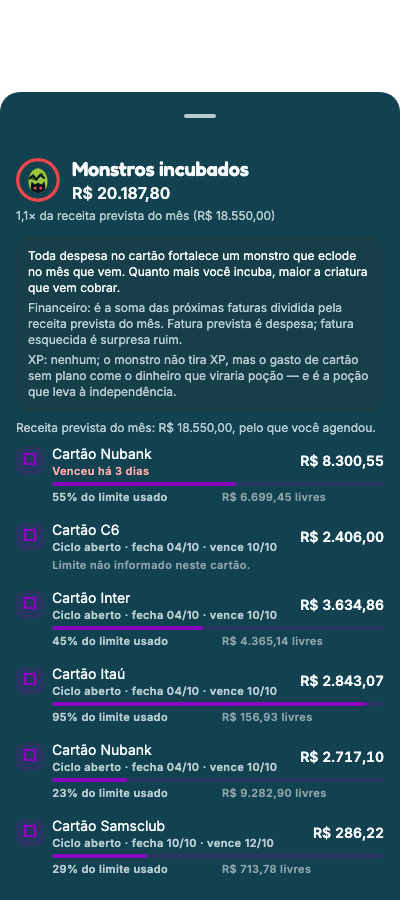 Monstros incubados
R$ 20.187,80
1,1× da receita prevista do mês (R$ 18.550,00)
Toda despesa no cartão fortalece um monstro que eclode
no mês que vem. Quanto mais você incuba, maior a criatura
que vem cobrar.
Financeiro: é a soma das próximas faturas dividida pela
receita prevista do mês. Fatura prevista é despesa; fatura
esquecida é surpresa ruim.
XP: nenhum; o monstro não tira XP, mas o gasto de cartão
sem plano come o dinheiro que viraria poção — e é a poção
que leva à independência.
Receita prevista do mês: R$ 18.550,00, pelo que você agendou.
Cartão Nubank
R$ 8.300,55
Venceu há 3 dias
55% do limite usado R$ 6.699,45 livres
Cartão C6
R$ 2.406,00
Ciclo aberto · fecha 04/10 · vence 10/10
Limite não informado neste cartão.
Cartão Inter
R$ 3.634,86
Ciclo aberto · fecha 04/10 · vence 10/10
45% do limite usado R$ 4.365,14 livres
Cartão Itaú
R$ 2.843,07
Ciclo aberto · fecha 04/10 · vence 10/10
95% do limite usado R$ 156,93 livres
Cartão Nubank
R$ 2.717,10
Ciclo aberto · fecha 04/10 · vence 10/10
23% do limite usado R$ 9.282,90 livres
Cartão Samsclub
R$ 286,22
Ciclo aberto · fecha 10/10 · vence 12/10
29% do limite usado R$ 713,78 livres